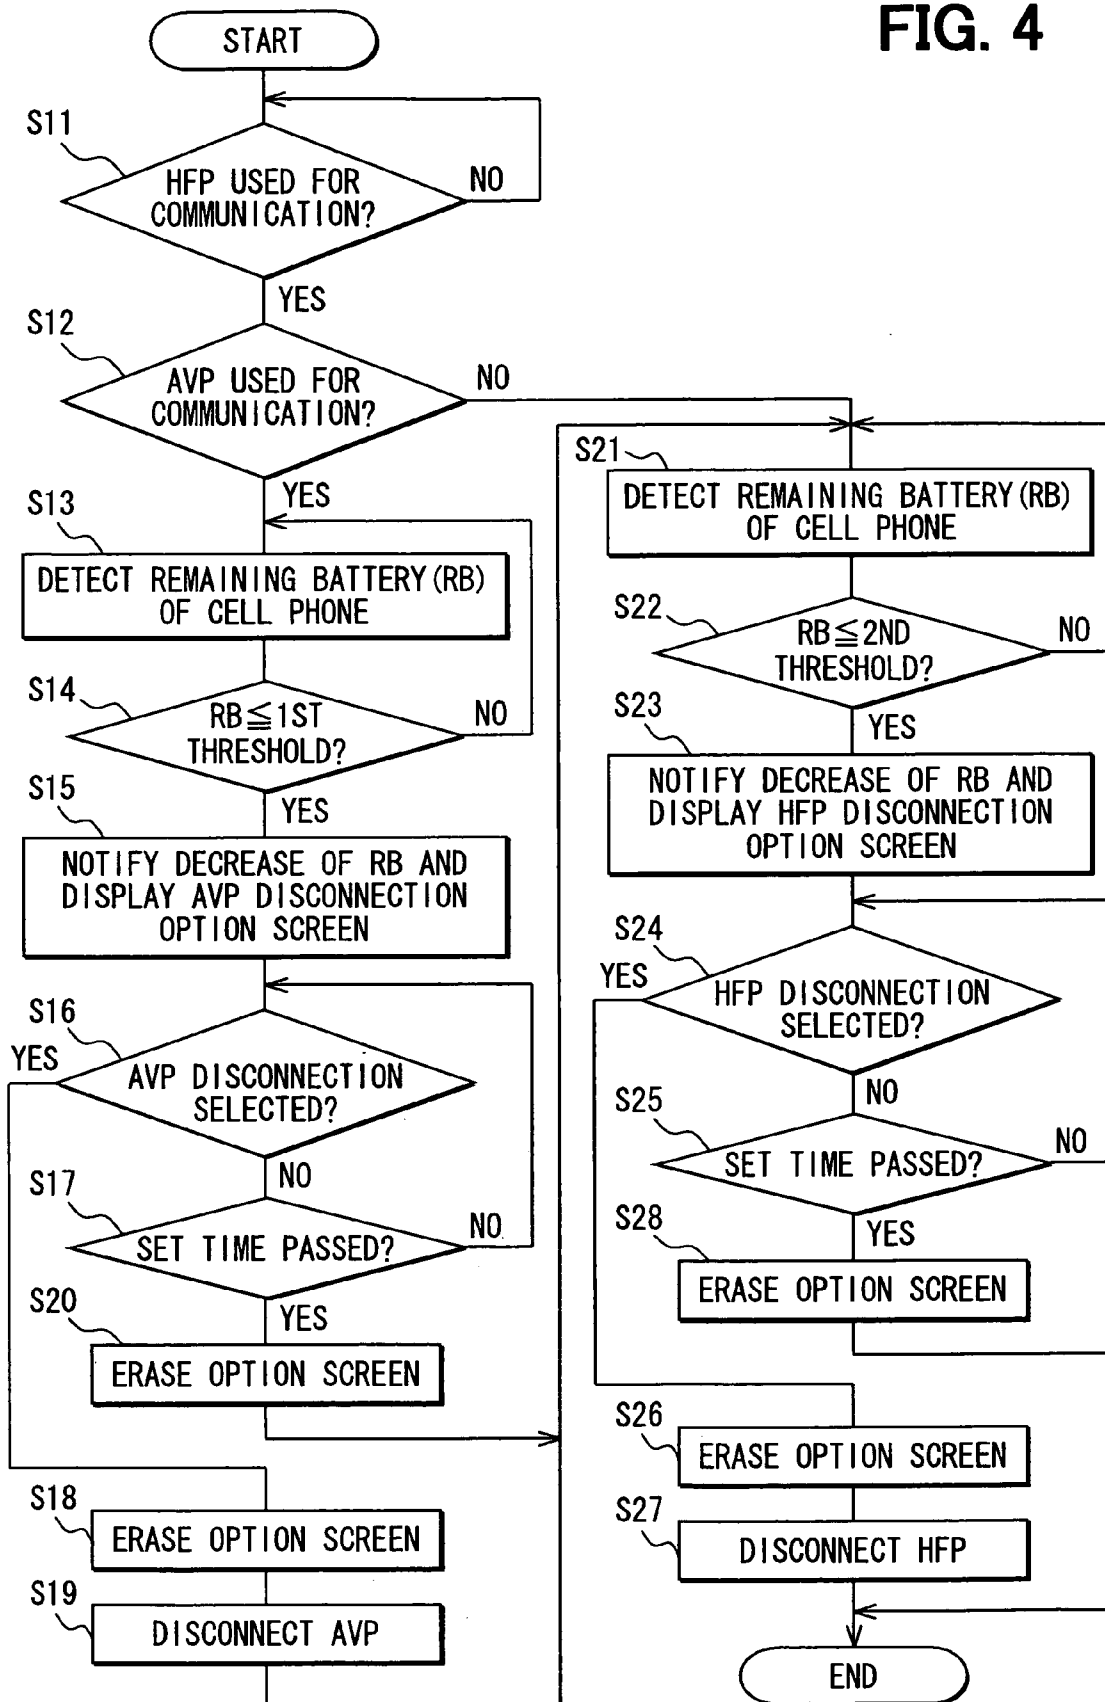 FIG. 4
START
S11
HFP USED FOR
COMMUNICATION?
NO
YES
S12
AVP USED FOR
COMMUNICATION?
NO
YES
S13
DETECT REMAINING BATTERY(RB)
OF CELL PHONE
S14
RB≦1ST
THRESHOLD?
NO
YES
S15
NOTIFY DECREASE OF RB AND
DISPLAY AVP DISCONNECTION
OPTION SCREEN
S16
YES
AVP DISCONNECTION
SELECTED?
NO
S17
SET TIME PASSED?
NO
YES
S20
ERASE OPTION SCREEN
S18
ERASE OPTION SCREEN
S19
DISCONNECT AVP
S21
DETECT REMAINING BATTERY(RB)
OF CELL PHONE
S22
RB≦2ND
THRESHOLD?
NO
YES
S23
NOTIFY DECREASE OF RB AND
DISPLAY HFP DISCONNECTION
OPTION SCREEN
S24
YES
HFP DISCONNECTION
SELECTED?
NO
S25
SET TIME PASSED?
NO
YES
S28
ERASE OPTION SCREEN
S26
ERASE OPTION SCREEN
S27
DISCONNECT HFP
END